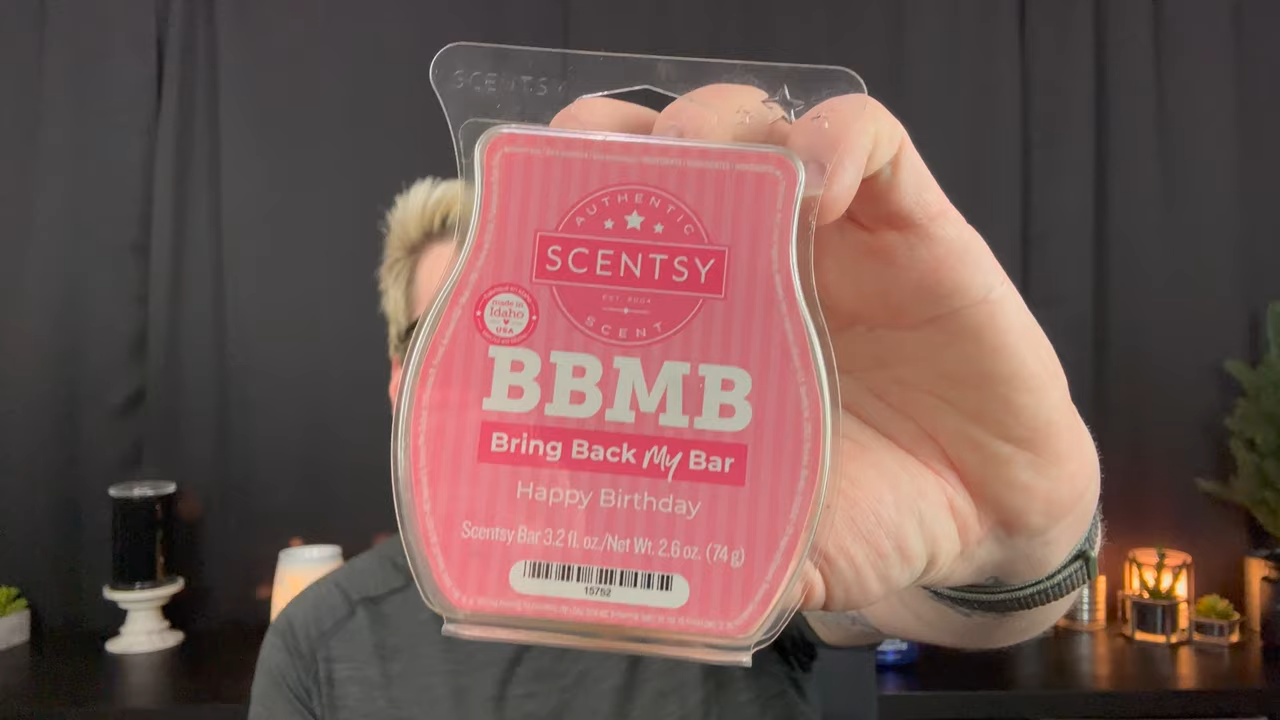 SCENTSY
AUTHENTIC
SCENTSY
EST. 2004
SCENT
made in
Idaho
USA
BBMB
Bring Back My Bar
Happy Birthday
Scentsy Bar 3.2 fl. oz./Net Wt. 2.6 oz. (74 g)
15752